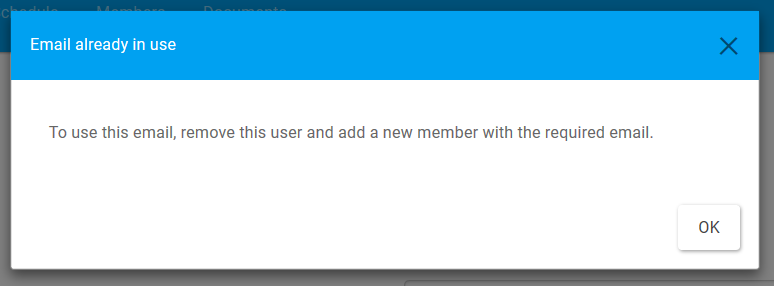 Members Documents
Email already in use
To use this email, remove this user and add a new member with the required email.
OK